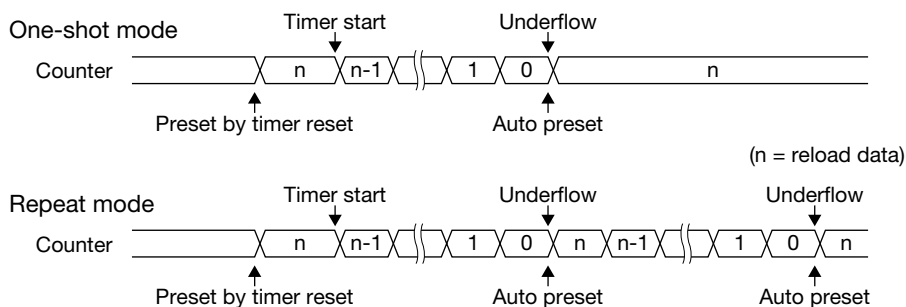 Timer start Underflow
One-shot mode
Counter n n-1 1 0 n
Preset by timer reset Auto preset
(n = reload data)
Timer start Underflow Underflow
Repeat mode
Counter n n-1 1 0 n n-1 1 0 n
Preset by timer reset Auto preset Auto preset